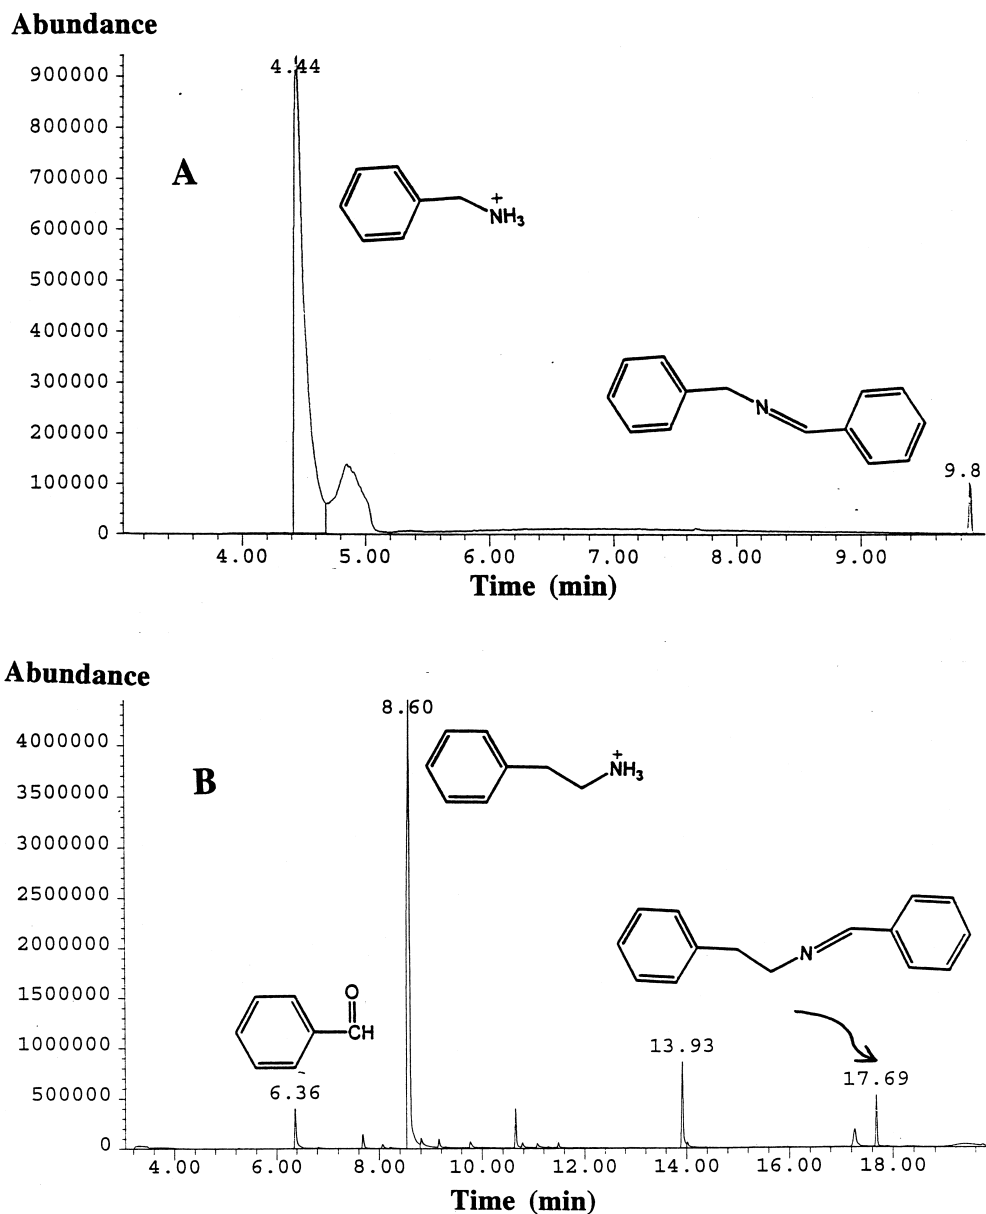 Abundance
4.44
900000
800000
A
700000
+
NH3
600000
500000
400000
300000
N
200000
9.8
100000
0
4.00 5.00 6.00 7.00 8.00 9.00
Time (min)
Abundance
8.60
4000000
+
NH3
B
3500000
3000000
2500000
2000000
N
1500000
O
CH
1000000
13.93
6.36
17.69
500000
0
4.00 6.00 8.00 10.00 12.00 14.00 16.00 18.00
Time (min)